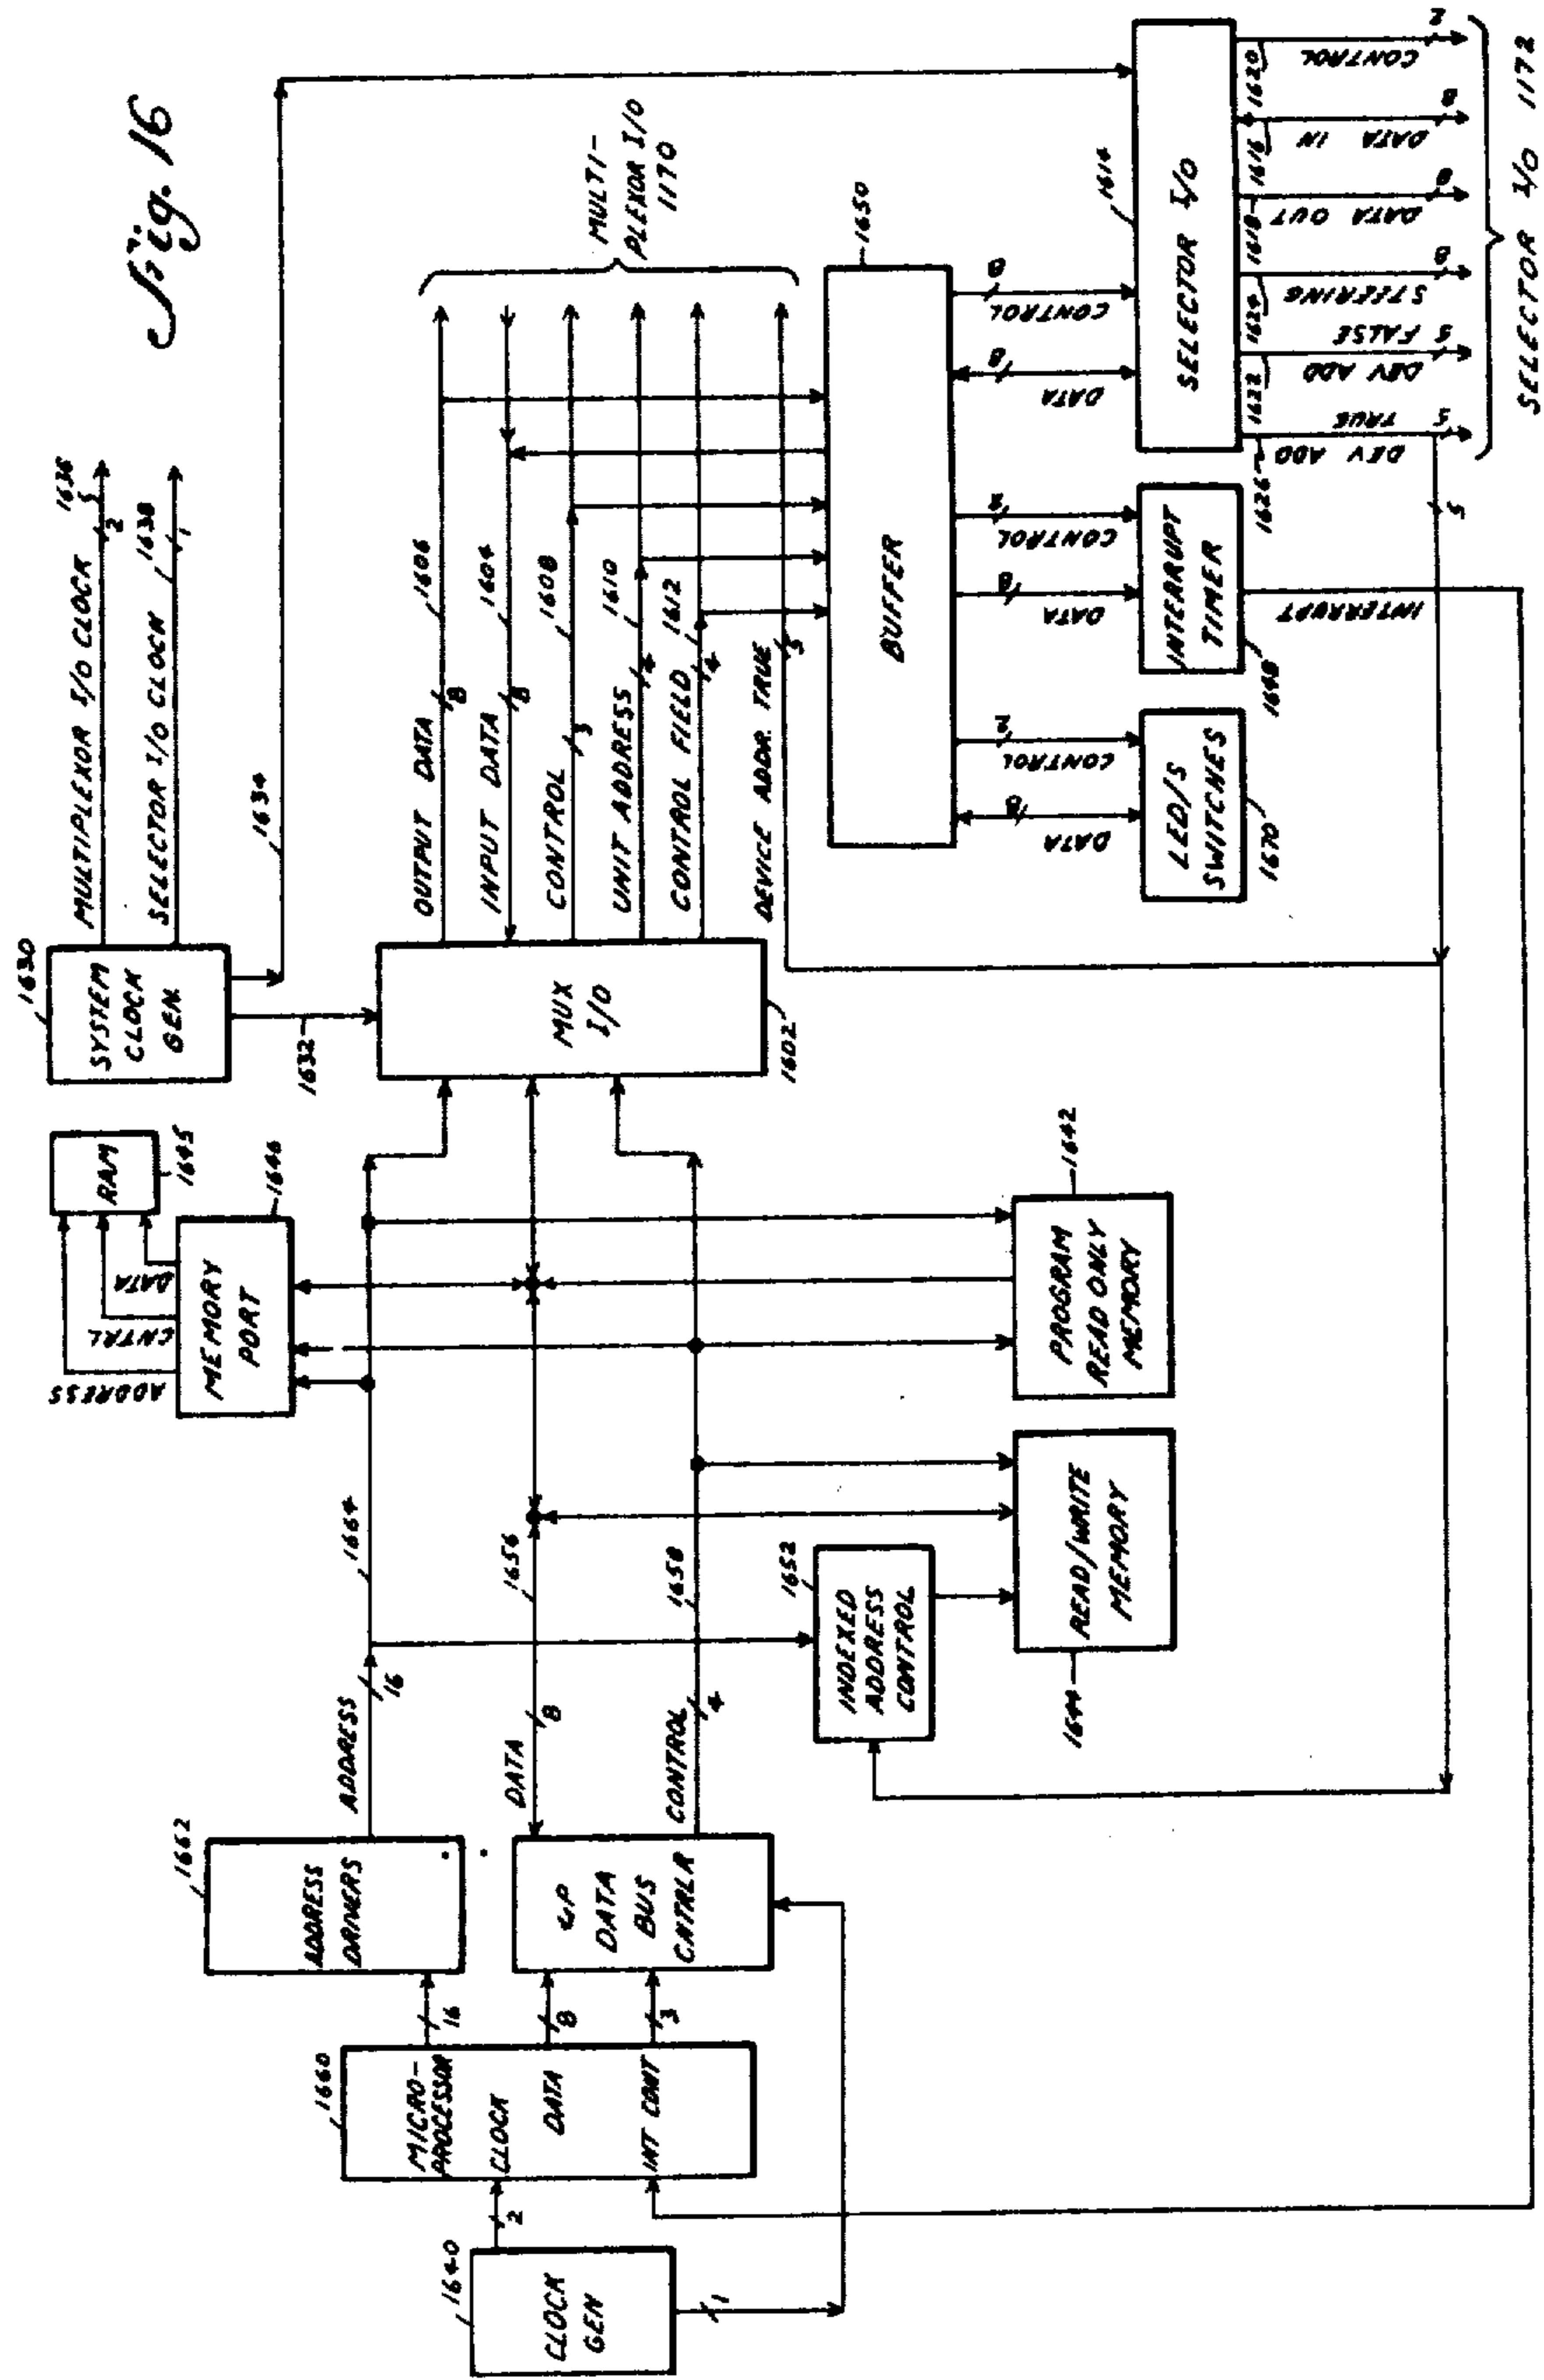 Fig. 16
1630
SYSTEM
CLOCK
GEN.
MULTIPLEXOR I/O CLOCK
1636
2
SELECTOR I/O CLOCK
1638
1
1632
1634
RAM
1645
1646
MEMORY
PORT
ADDRESS
CNTRL
DATA
MUX
I/O
1602
OUTPUT DATA
8
1606
INPUT DATA
8
1604
CONTROL
3
1608
UNIT ADDRESS
4
1610
CONTROL FIELD
4
1612
DEVICE ADDR. TRUE
5
MULTI-
PLEXOR I/O
1170
1640
CLOCK
GEN
2
1
1660
MICRO-
PROCESSOR
CLOCK
DATA
INT CONT
16
8
3
1662
ADDRESS
DRIVERS
DATA
BUS
CNTRLR
ADDRESS
16
1664
DATA
8
1656
CONTROL
4
1658
1652
INDEXED
ADDRESS
CONTROL
READ/WRITE
MEMORY
1644
PROGRAM
READ ONLY
MEMORY
1642
BUFFER
1650
DATA
8
CONTROL
2
DATA
8
CONTROL
DATA
8
CONTROL
8
LED/S
SWITCHES
1670
INTERRUPT
TIMER
1648
INTERRUPT
SELECTOR I/O
1614
1626
DEV ADD
TRUE
5
5
1622
DEV ADD
FALSE
5
1624
STEERING
8
1618
DATA OUT
8
1616
DATA IN
8
1620
CONTROL
2
SELECTOR I/O 1172